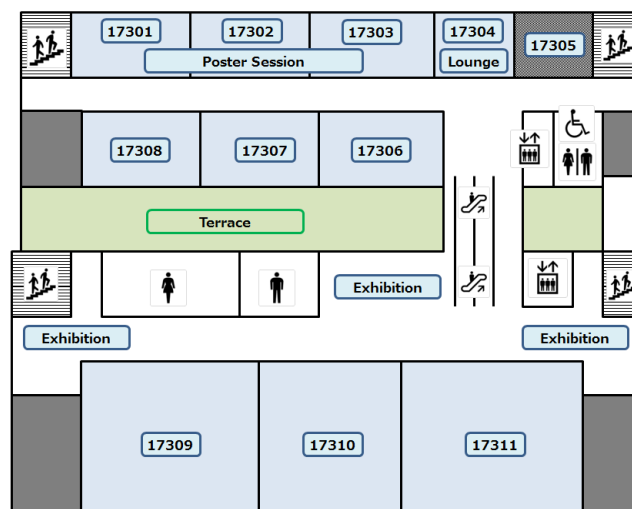 17301
17302
17303
17304
17305
Poster Session
Lounge
17308
17307
17306
Terrace
Exhibition
Exhibition
Exhibition
17309
17310
17311